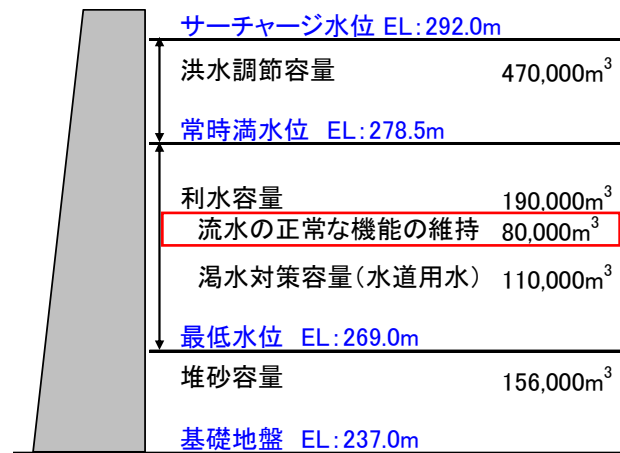 サーチャージ水位 EL:292.0m
洪水調節容量 470,000m³
常時満水位 EL:278.5m
利水容量 190,000m³
流水の正常な機能の維持 80,000m³
渇水対策容量(水道用水) 110,000m³
最低水位 EL:269.0m
堆砂容量 156,000m³
基礎地盤 EL:237.0m